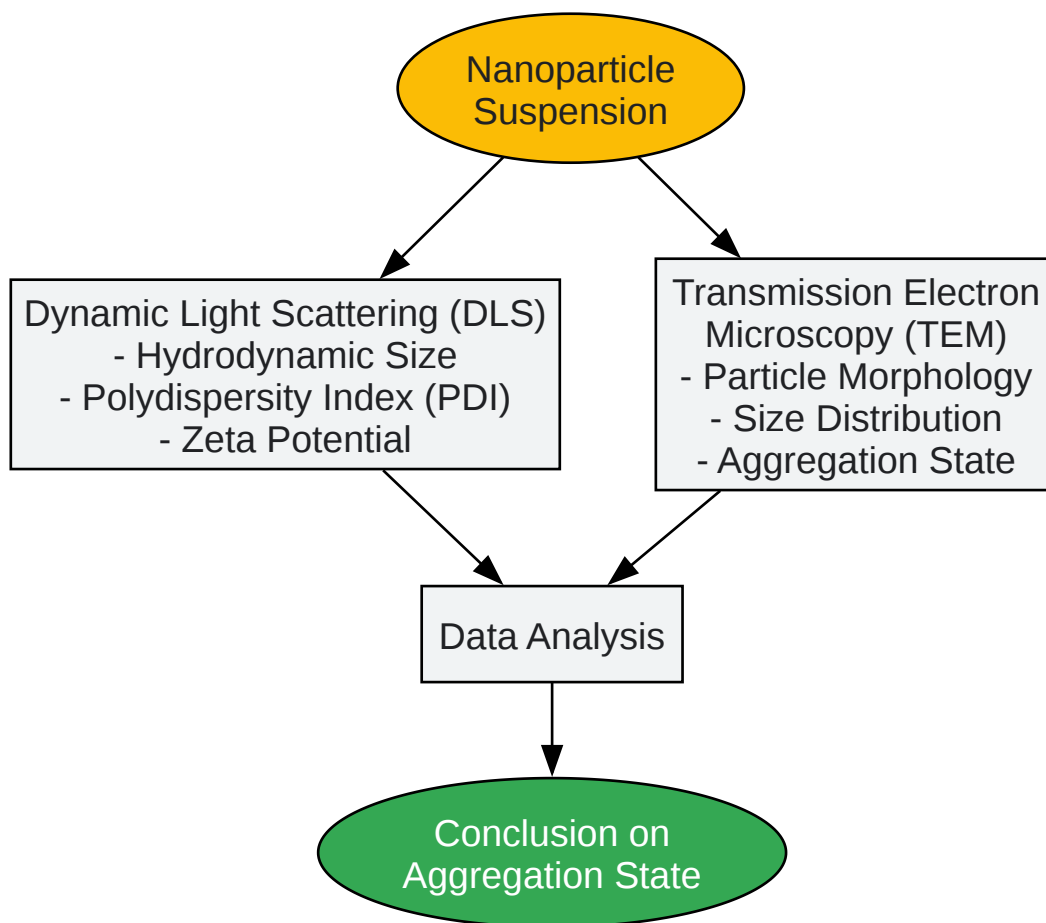 Nanoparticle
Suspension
Dynamic Light Scattering (DLS)
- Hydrodynamic Size
- Polydispersity Index (PDI)
- Zeta Potential
Transmission Electron
Microscopy (TEM)
- Particle Morphology
- Size Distribution
- Aggregation State
Data Analysis
Conclusion on
Aggregation State